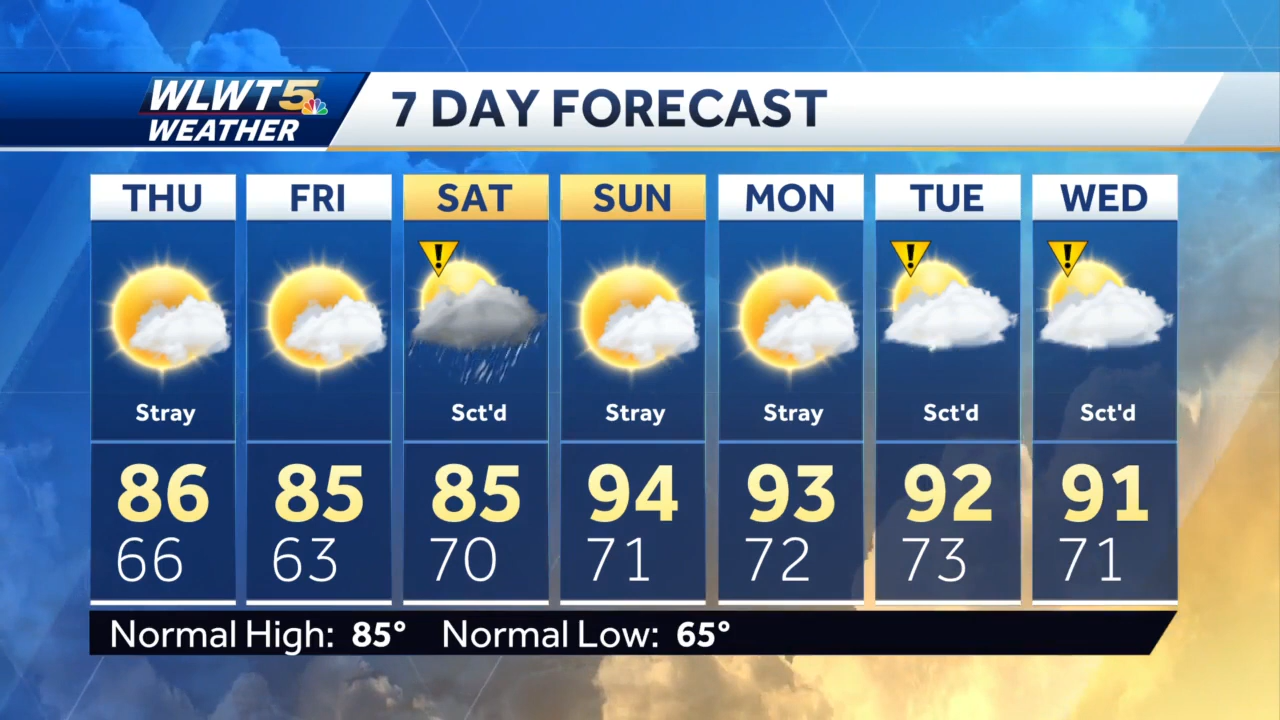 WLWT5
WEATHER
7 DAY FORECAST
THU FRI SAT SUN MON TUE WED
! ! !
Stray Sct'd Stray Stray Sct'd Sct'd
86 85 85 94 93 92 91
66 63 70 71 72 73 71
Normal High: 85° Normal Low: 65°